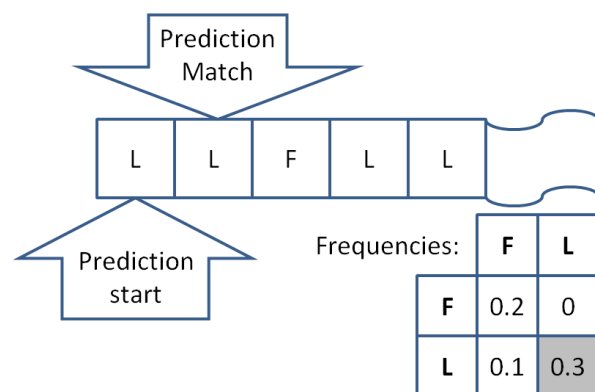 Prediction
Match
L L F L L
Prediction
start
Frequencies: F L
F 0.2 0
L 0.1 0.3